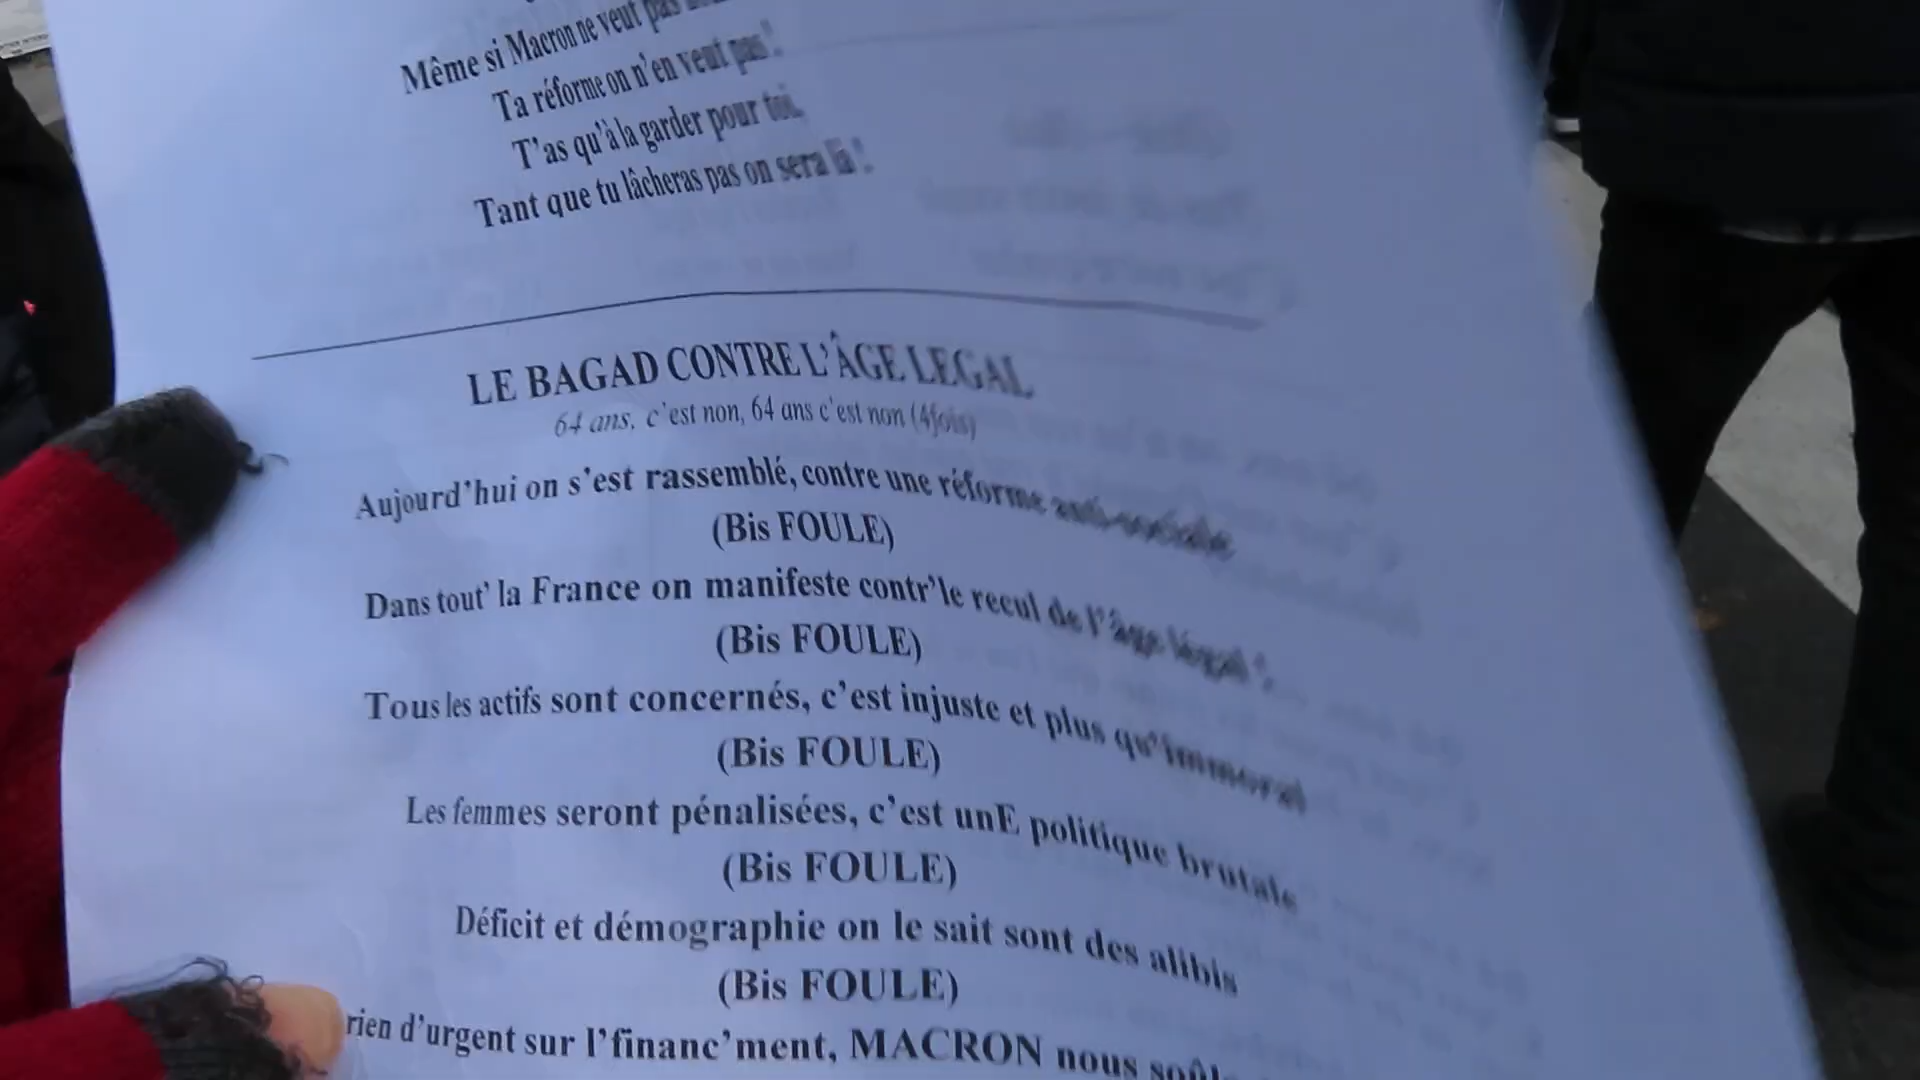 Même si Macron ne veut pas
Ta réforme on n'en veut pas !
T'as qu'à la garder pour toi,
Tant que tu lâcheras pas on sera là !
LE BAGAD CONTRE L'ÂGE LEGAL
64 ans, c'est non, 64 ans c'est non (4fois)
Aujourd'hui on s'est rassemblé, contre une réforme
(Bis FOULE)
Dans tout' la France on manifeste contr'le recul de l'âge légal !,
(Bis FOULE)
Tous les actifs sont concernés, c'est injuste et plus qu'immoral
(Bis FOULE)
Les femmes seront pénalisées, c'est unE politique brutale
(Bis FOULE)
Déficit et démographie on le sait sont des alibis
(Bis FOULE)
rien d'urgent sur l'financ'ment, MACRON nous